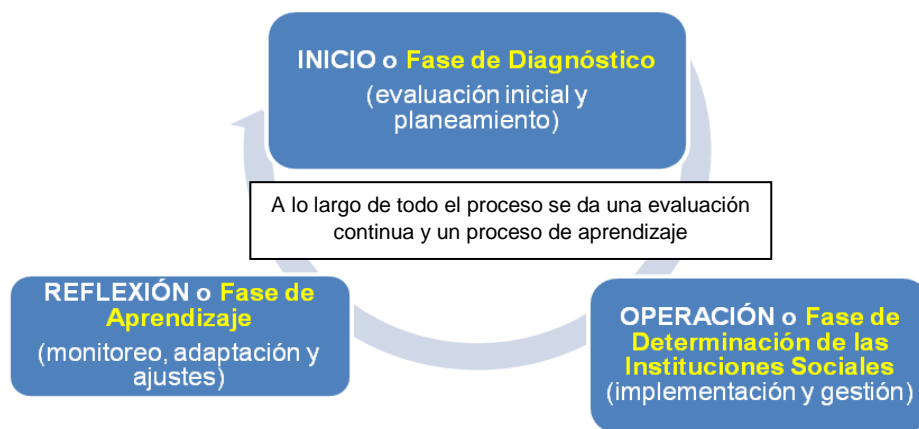 INICIO o Fase de Diagnóstico
(evaluación inicial y
planeamiento)
A lo largo de todo el proceso se da una evaluación
continua y un proceso de aprendizaje
REFLEXIÓN o Fase de
Aprendizaje
(monitoreo, adaptación y
ajustes)
OPERACIÓN o Fase de
Determinación de las
Instituciones Sociales
(implementación y gestión)